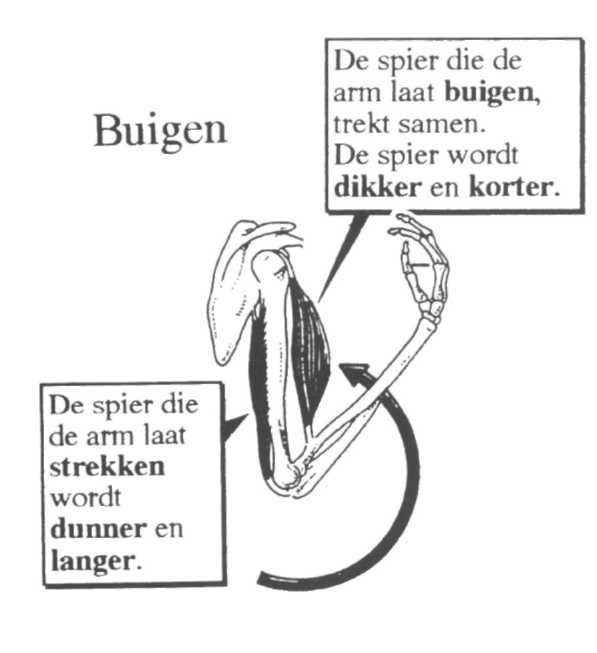 Buigen
De spier die de
arm laat buigen,
trekt samen.
De spier wordt
dikker en korter.
De spier die
de arm laat
strekken
wordt
dunner en
langer.